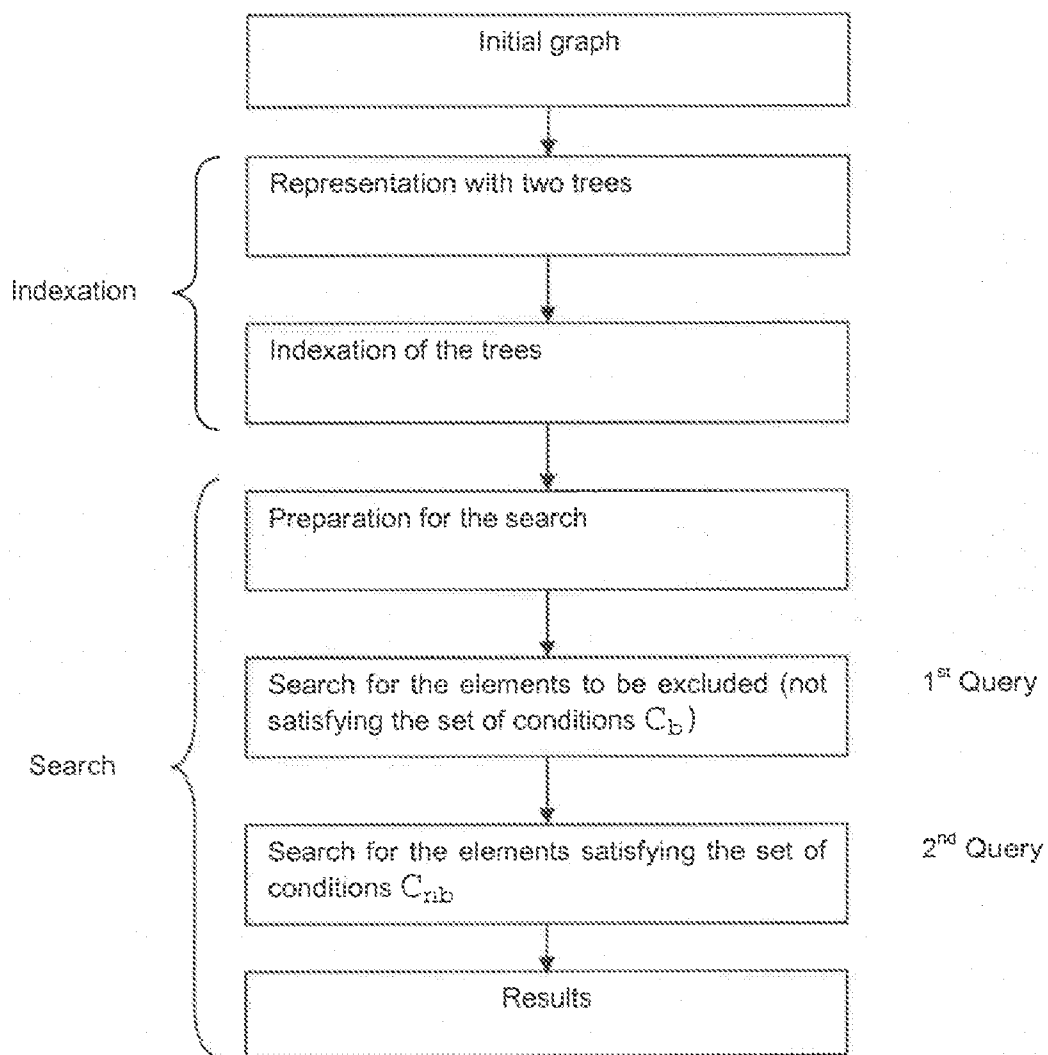 Initial graph
Representation with two trees
Indexation
Indexation of the trees
Preparation for the search
Search for the elements to be excluded (not
satisfying the set of conditions C_b)
1st Query
Search
Search for the elements satisfying the set of
conditions C_nb
2nd Query
Results